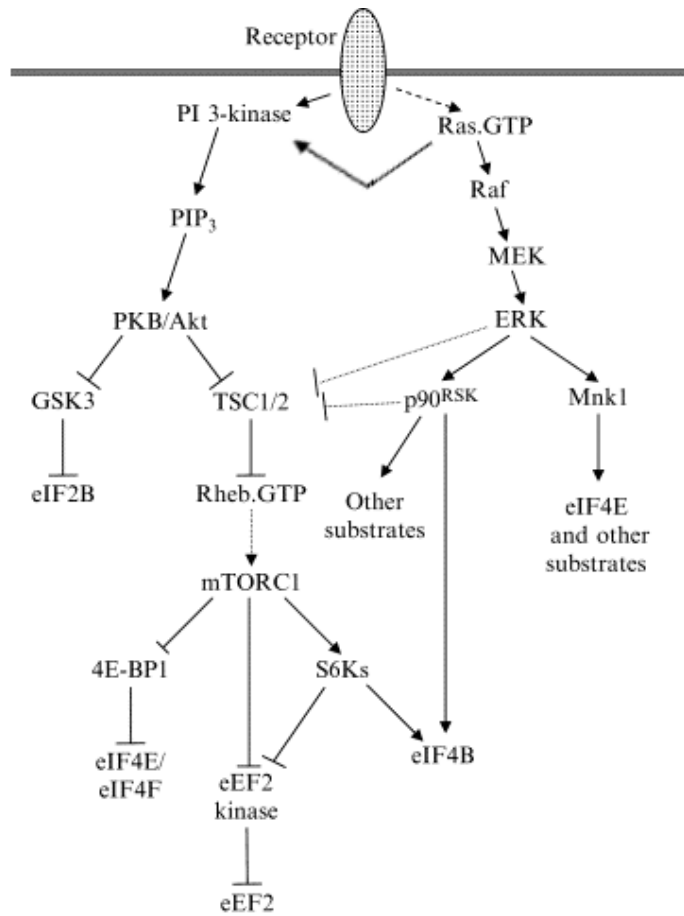 Receptor
PI 3-kinase
Ras.GTP
Raf
PIP₃
MEK
PKB/Akt
ERK
GSK3
TSC1/2
p90ᴿˢᴷ
Mnk1
eIF2B
Rheb.GTP
Other
substrates
eIF4E
and other
substrates
mTORC1
4E-BP1
S6Ks
eIF4E/
eIF4F
eEF2
kinase
eIF4B
eEF2